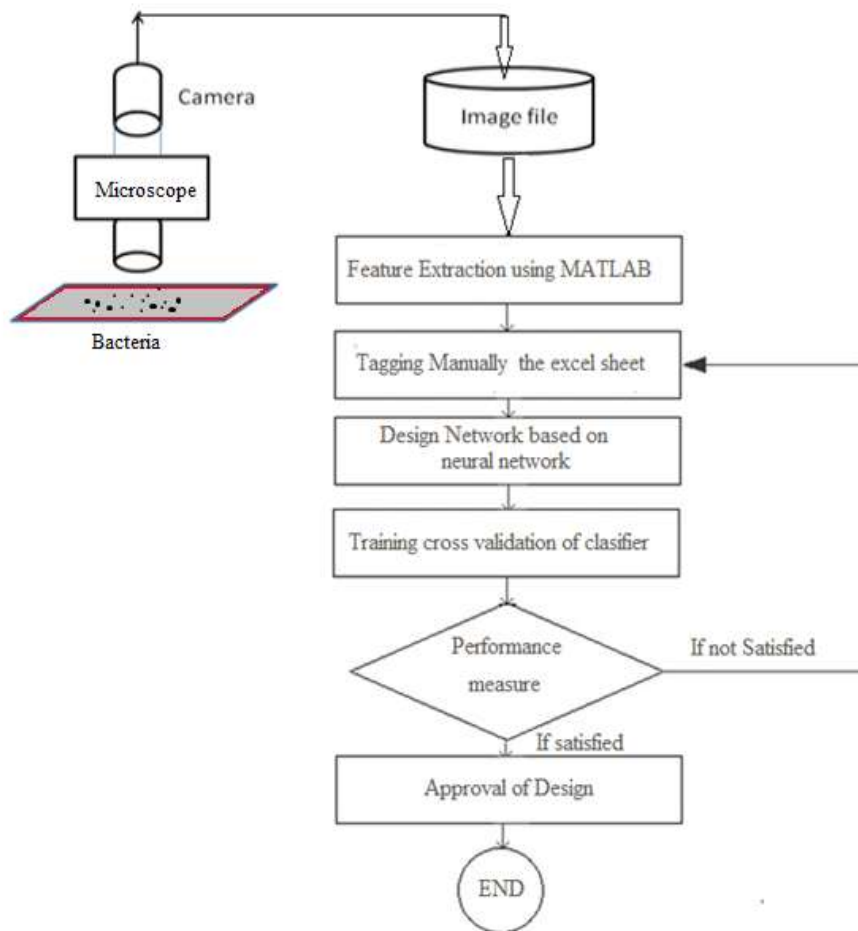 Camera
Microscope
Bacteria
Image file
Feature Extraction using MATLAB
Tagging Manually the excel sheet
Design Network based on
neural network
Training cross validation of clasifier
Performance
measure
If not Satisfied
If satisfied
Approval of Design
END